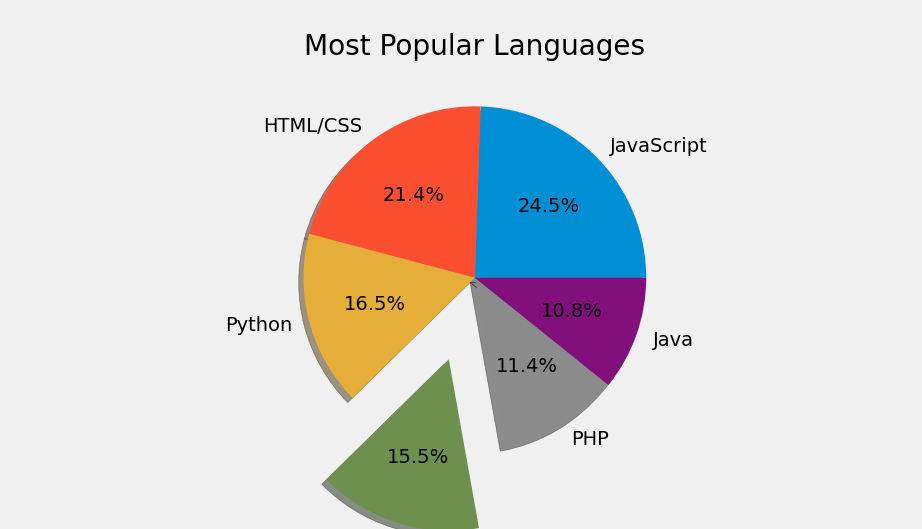 Most Popular Languages
HTML/CSS
JavaScript
21.4%
24.5%
16.5%
10.8%
Python
Java
11.4%
PHP
15.5%